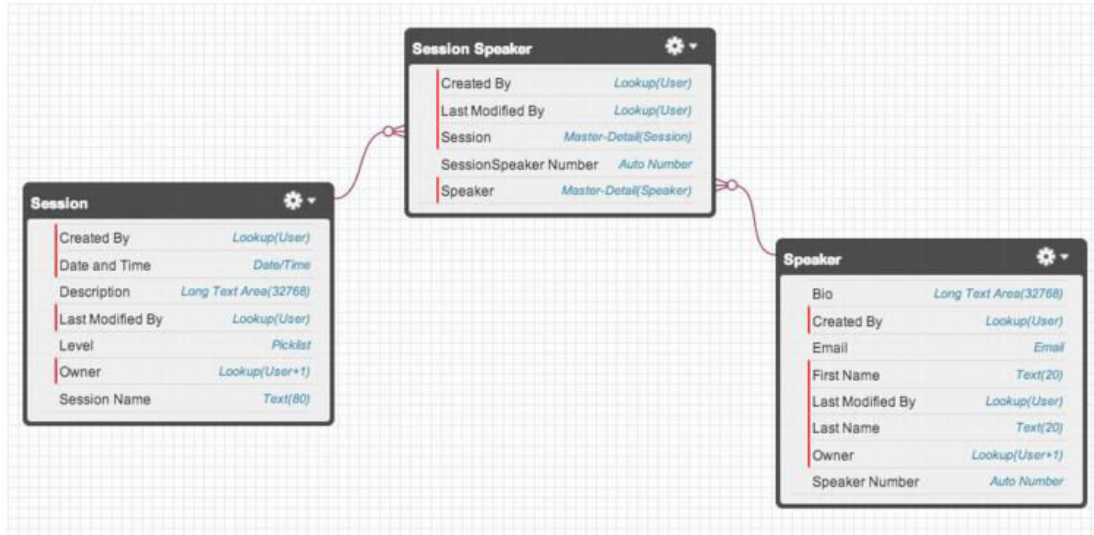 Session Speaker
Created By Lookup(User)
Last Modified By Lookup(User)
Session Master-Detail(Session)
SessionSpeaker Number Auto Number
Speaker Master-Detail(Speaker)
Session
Created By Lookup(User)
Date and Time Date/Time
Description Long Text Area(32768)
Last Modified By Lookup(User)
Level Picklist
Owner Lookup(User+1)
Session Name Text(80)
Speaker
Bio Long Text Area(32768)
Created By Lookup(User)
Email Email
First Name Text(20)
Last Modified By Lookup(User)
Last Name Text(20)
Owner Lookup(User+1)
Speaker Number Auto Number